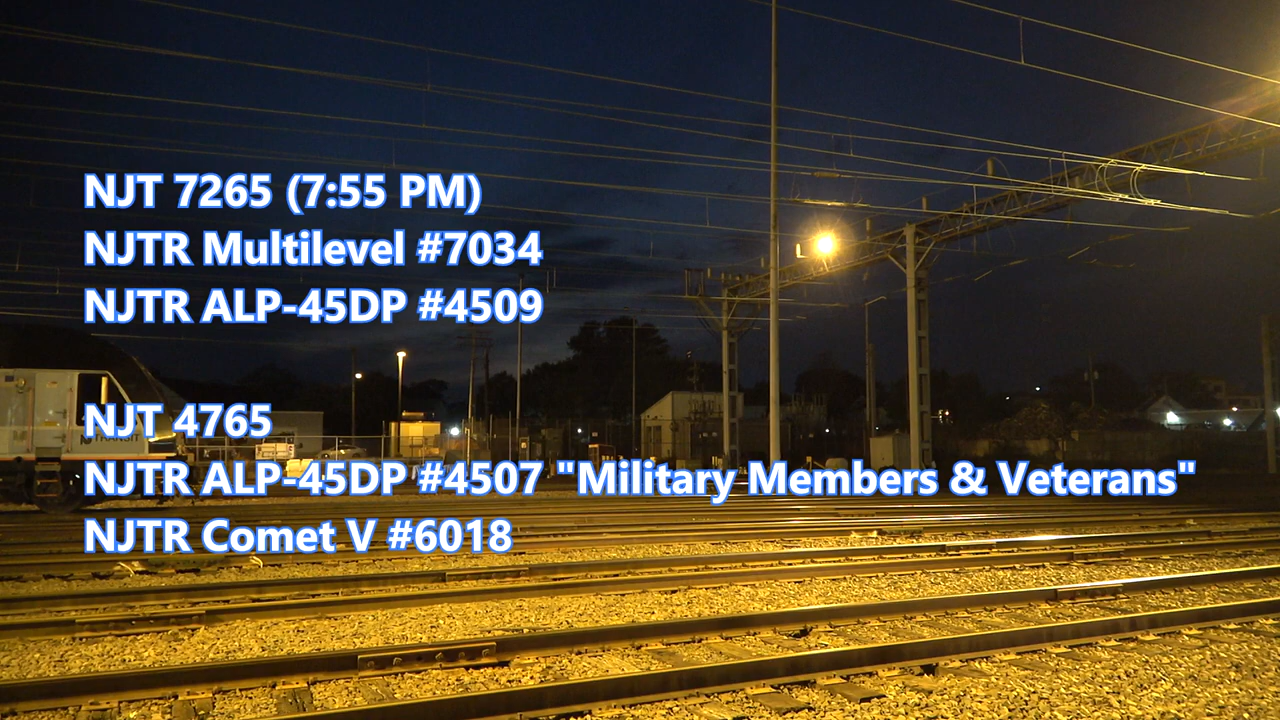 NJT 7265 (7:55 PM)
NJTR Multilevel #7034
NJTR ALP-45DP #4509
NJT 4765
NJTR ALP-45DP #4507 "Military Members & Veterans"
NJTR Comet V #6018